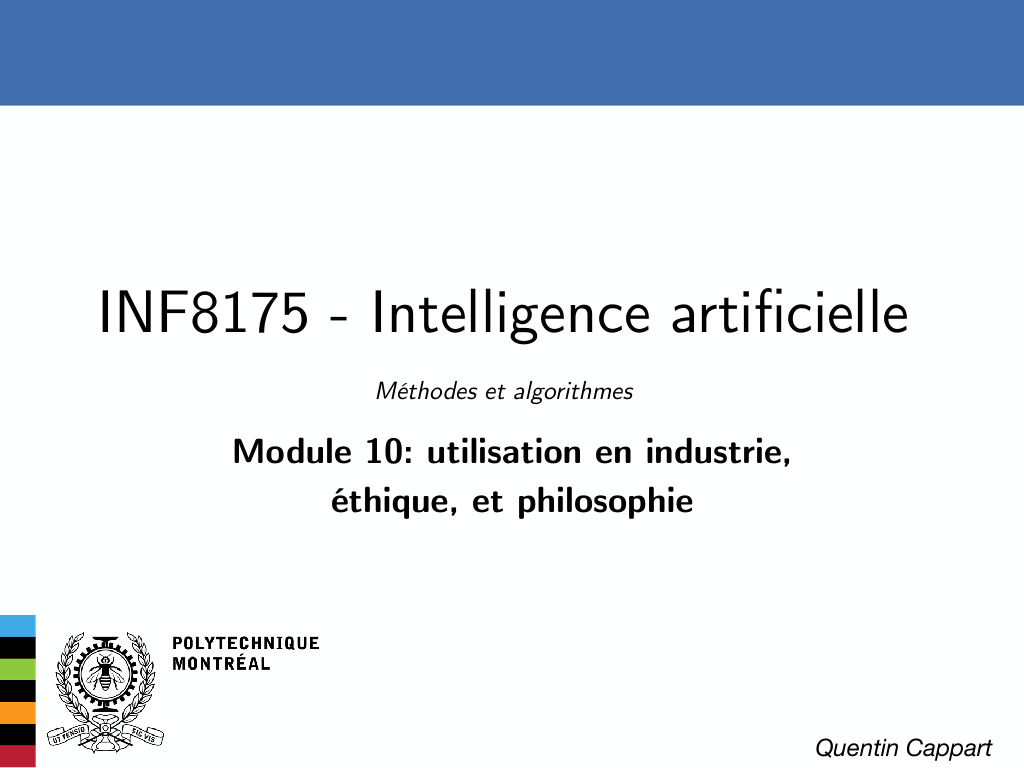 INF8175 - Intelligence artificielle
Méthodes et algorithmes
Module 10: utilisation en industrie,
éthique, et philosophie
POLYTECHNIQUE
MONTRÉAL
UT TENSIO SIC VIS
Quentin Cappart